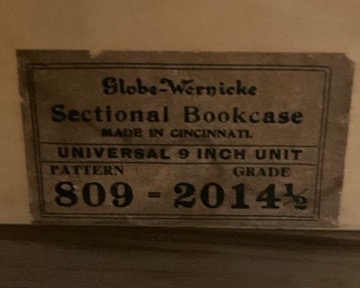 Globe-Wernicke
Sectional Bookcase
MADE IN CINCINNATI.
UNIVERSAL 9 INCH UNIT
PATTERN GRADE
809 - 2014½